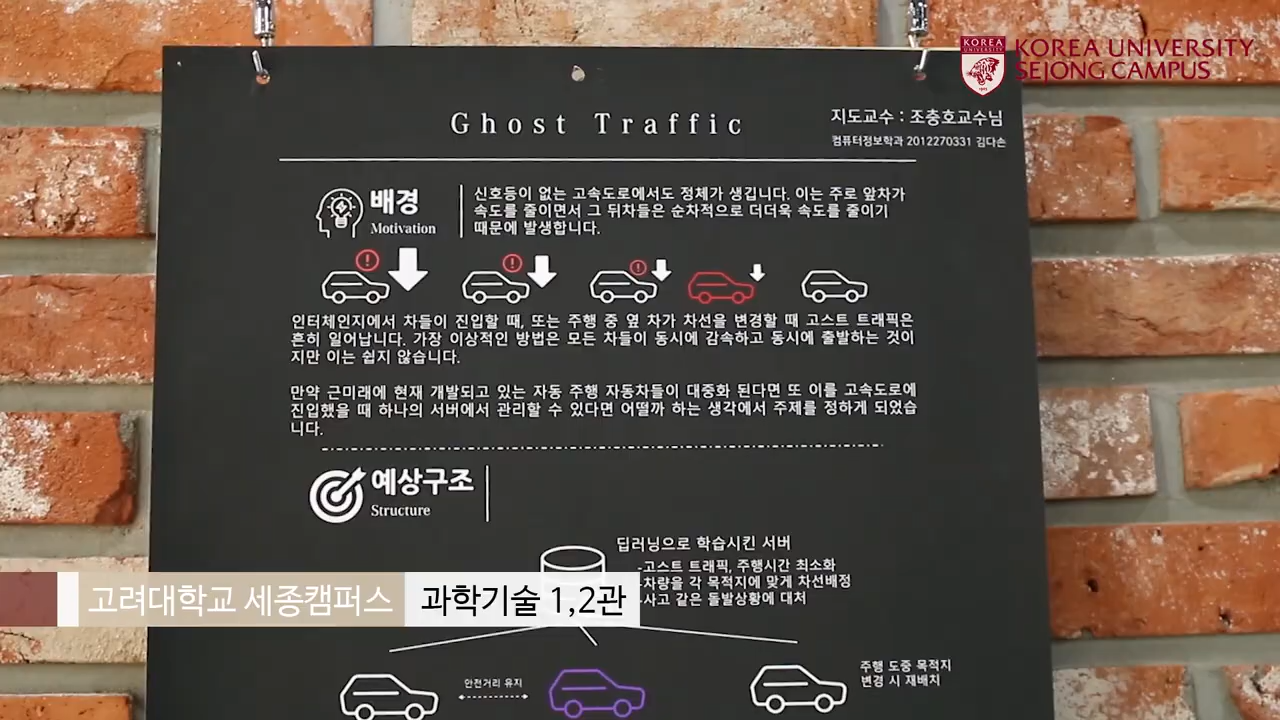 KOREA UNIVERSITY
SEJONG CAMPUS
KOREA
UNIVERSITY
Ghost Traffic
지도교수 : 조충호교수님
컴퓨터정보학과 2012270331 김다손
배경
Motivation
신호등이 없는 고속도로에서도 정체가 생깁니다. 이는 주로 앞차가
속도를 줄이면서 그 뒤차들은 순차적으로 더더욱 속도를 줄이기
때문에 발생합니다.
인터체인지에서 차들이 진입할 때, 또는 주행 중 옆 차가 차선을 변경할 때 고스트 트래픽은
흔히 일어납니다. 가장 이상적인 방법은 모든 차들이 동시에 감속하고 동시에 출발하는 것이
지만 이는 쉽지 않습니다.
만약 근미래에 현재 개발되고 있는 자동 주행 자동차들이 대중화 된다면 또 이를 고속도로에
진입했을 때 하나의 서버에서 관리할 수 있다면 어떨까 하는 생각에서 주제를 정하게 되었습
니다.
예상구조
Structure
딥러닝으로 학습시킨 서버
-고스트 트래픽, 주행시간 최소화
-차량을 각 목적지에 맞게 차선배정
-사고 같은 돌발상황에 대처
고려대학교 세종캠퍼스 과학기술 1,2관
안전거리 유지
주행 도중 목적지
변경 시 재배치